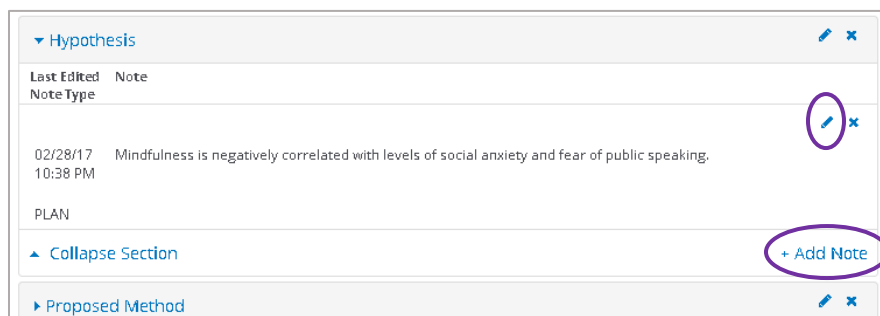 Hypothesis
Last Edited Note
Note Type
02/28/17 Mindfulness is negatively correlated with levels of social anxiety and fear of public speaking.
10:38 PM
PLAN
Collapse Section + Add Note
Proposed Method